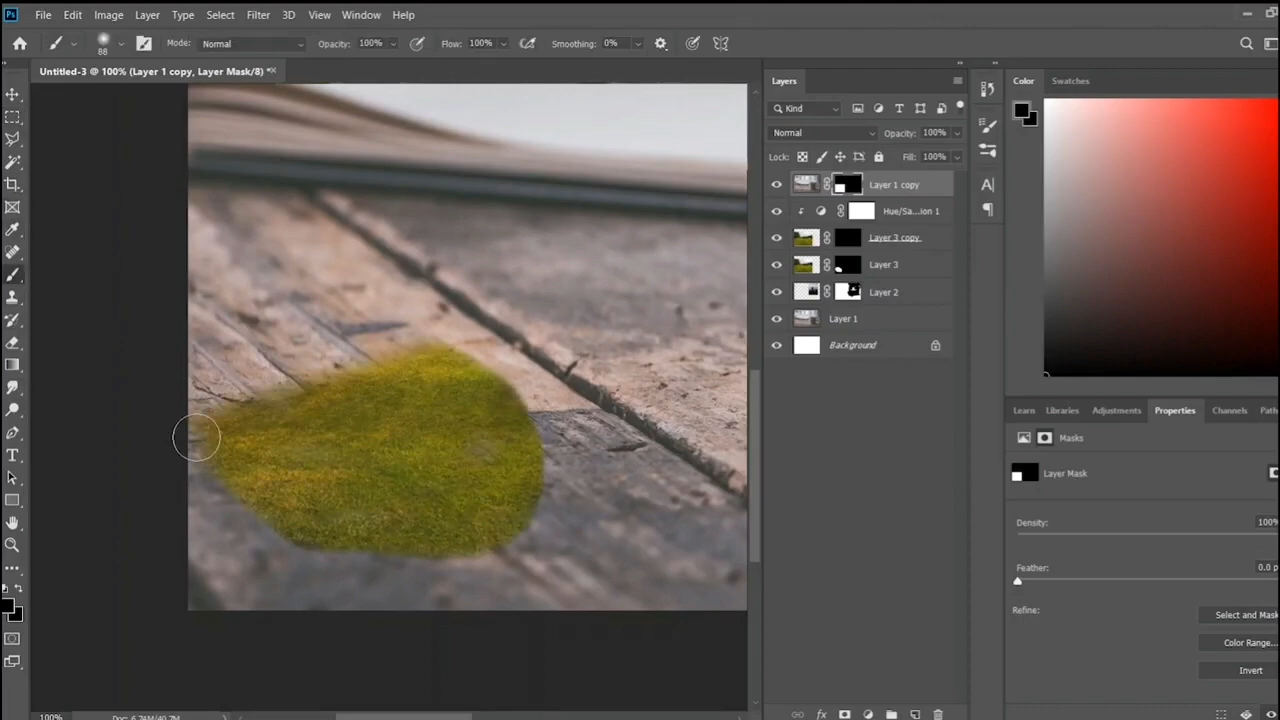 Ps File Edit Image Layer Type Select Filter 3D View Window Help
88 Mode: Normal Opacity: 100% Flow: 100% Smoothing: 0%
Untitled-3 @ 100% (Layer 1 copy, Layer Mask/8) *
Layers
Kind
Normal Opacity: 100%
Lock: Fill: 100%
Layer 1 copy
Hue/Sa...ion 1
Layer 3 copy
Layer 3
Layer 2
Layer 1
Background
Color Swatches
Learn Libraries Adjustments Properties Channels Path
Masks
Layer Mask
Density: 100%
Feather: 0.0 p
Refine: Select and Mask
Color Range...
Invert
100% Doc: 6.74M/40.7M
fx